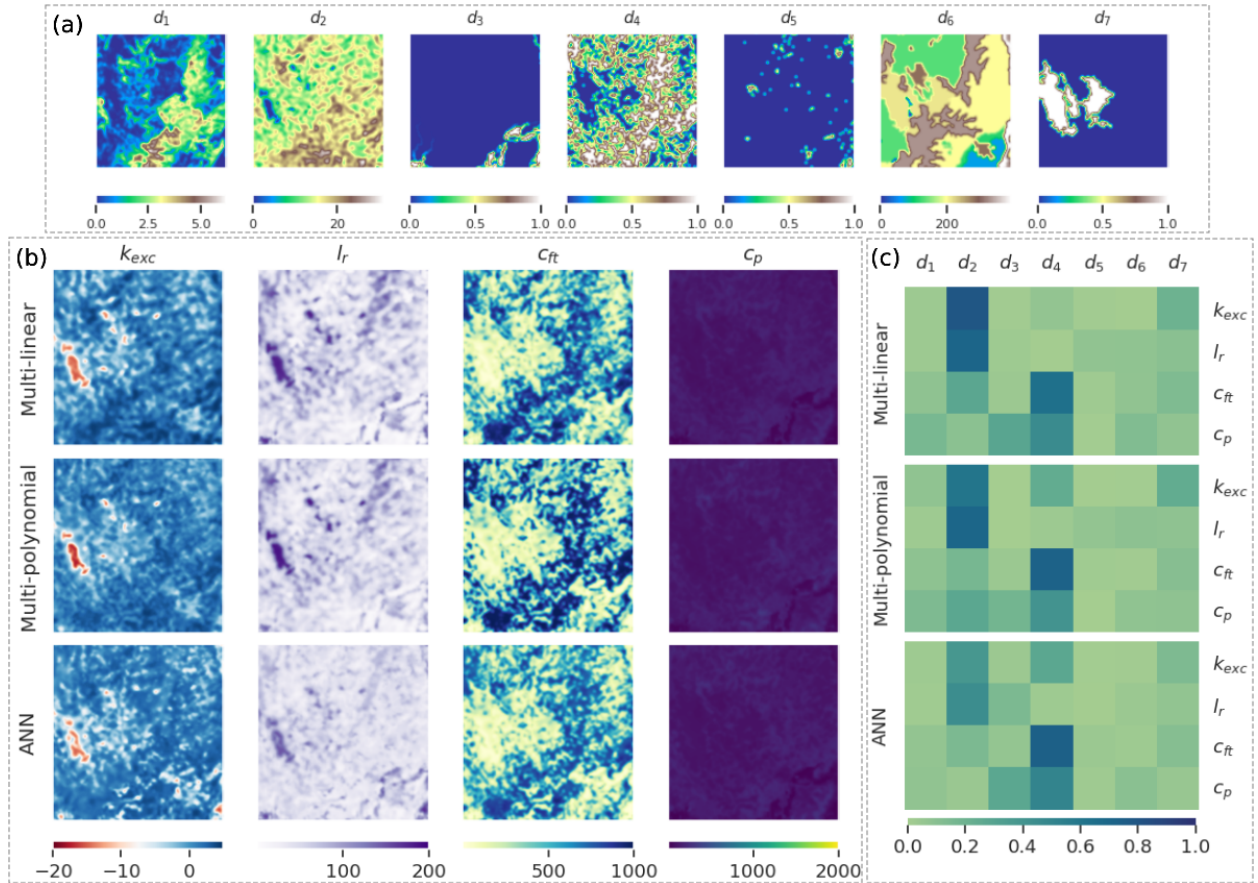 (a)
d1 d2 d3 d4 d5 d6 d7
0.0 2.5 5.0 0 20 0.0 0.5 1.0 0.0 0.5 1.0 0.0 0.5 1.0 0 200 0.0 0.5 1.0
(b)
kexc lr cft cp
Multi-linear
Multi-polynomial
ANN
−20 −10 0 100 200 500 1000 1000 2000
(c)
d1 d2 d3 d4 d5 d6 d7
Multi-linear
kexc
lr
cft
cp
Multi-polynomial
kexc
lr
cft
cp
ANN
kexc
lr
cft
cp
0.0 0.2 0.4 0.6 0.8 1.0